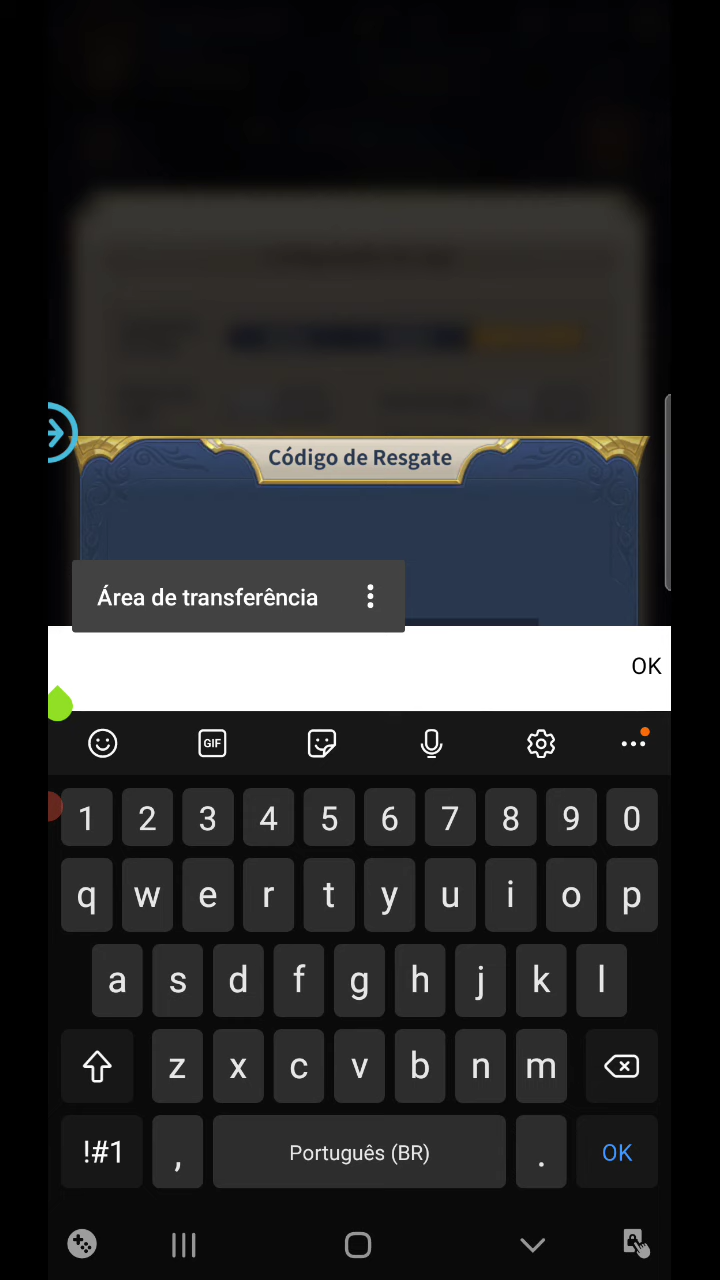 Código de Resgate
Área de transferência
OK
GIF
1 2 3 4 5 6 7 8 9 0
q w e r t y u i o p
a s d f g h j k l
z x c v b n m
!#1 , Português (BR) . OK